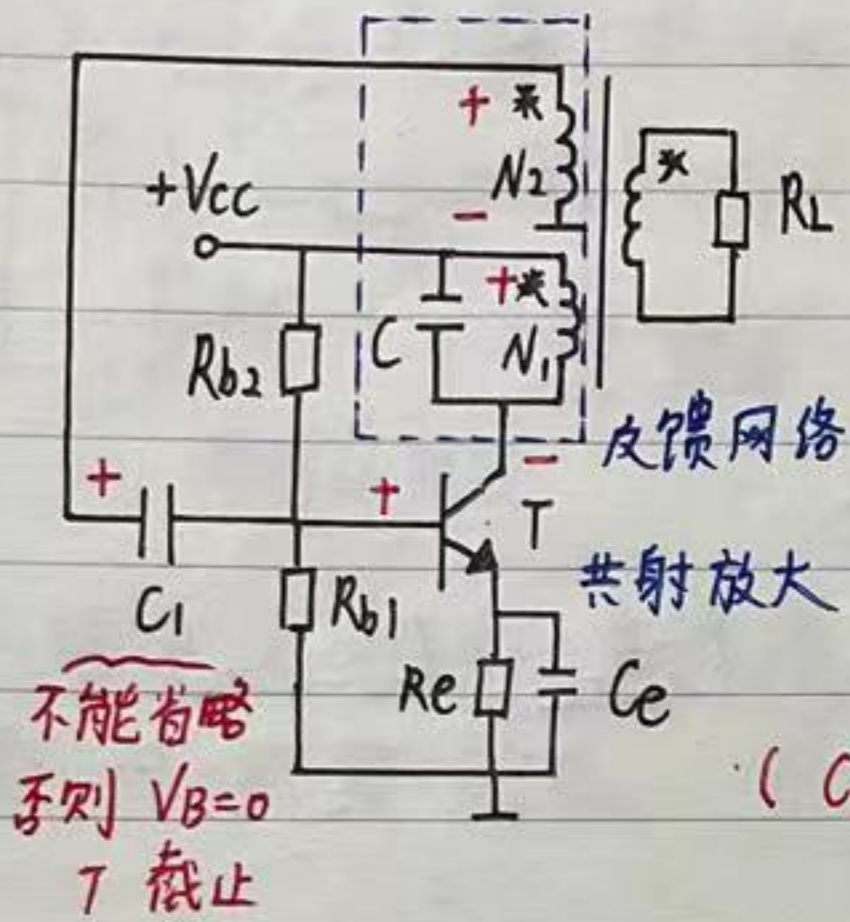 + *
N2
-
* RL
+Vcc
+ *
Rb2 C N1
反馈网络
-
+ +
T
C1 Rb1
共射放大
Re Ce
不能省略
否则 VB=0
T 截止
( C